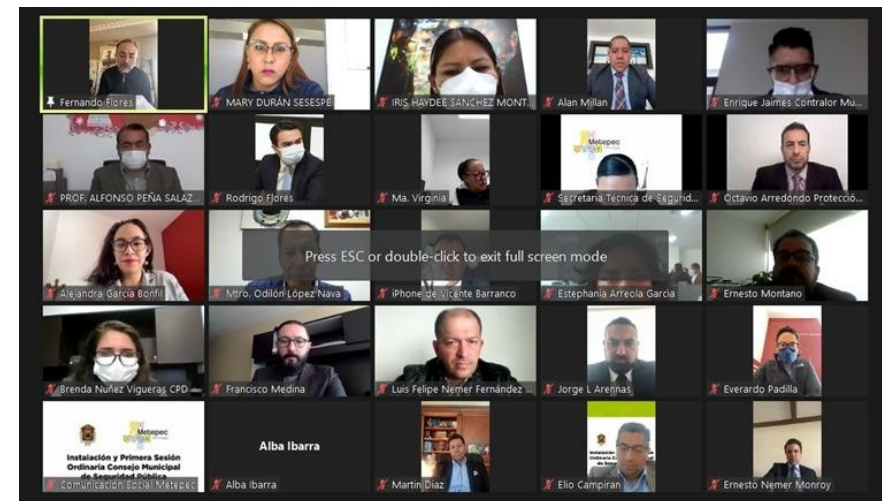 Fernando Flores
MARY DURÁN SESESPE
IRIS HAYDEE SANCHEZ MONT...
Alan Millan
Enrique Jaimes Contralor Mu...
PROF. ALFONSO PEÑA SALAZ...
Rodrigo Flores
Ma. Virginia
Metepec
Secretaria Técnica de Segurid...
Octavio Arredondo Protecció...
Press ESC or double-click to exit full screen mode
Alejandra García Bonfil
Mtro. Odilón López Nava
iPhone de Vicente Barranco
Estephania Arreola Garcia
Ernesto Montano
Brenda Nuñez Vigueras CPD
Francisco Medina
Luis Felipe Nemer Fernández ...
Jorge L Arennas
Everardo Padilla
Metepec
Instalación y Primera Sesión
Ordinaria Consejo Municipal
de Seguridad Pública
Comunicación Social Metepec
Alba Ibarra
Alba Ibarra
Martin Diaz
Elio Campiran
Ernesto Nemer Monroy